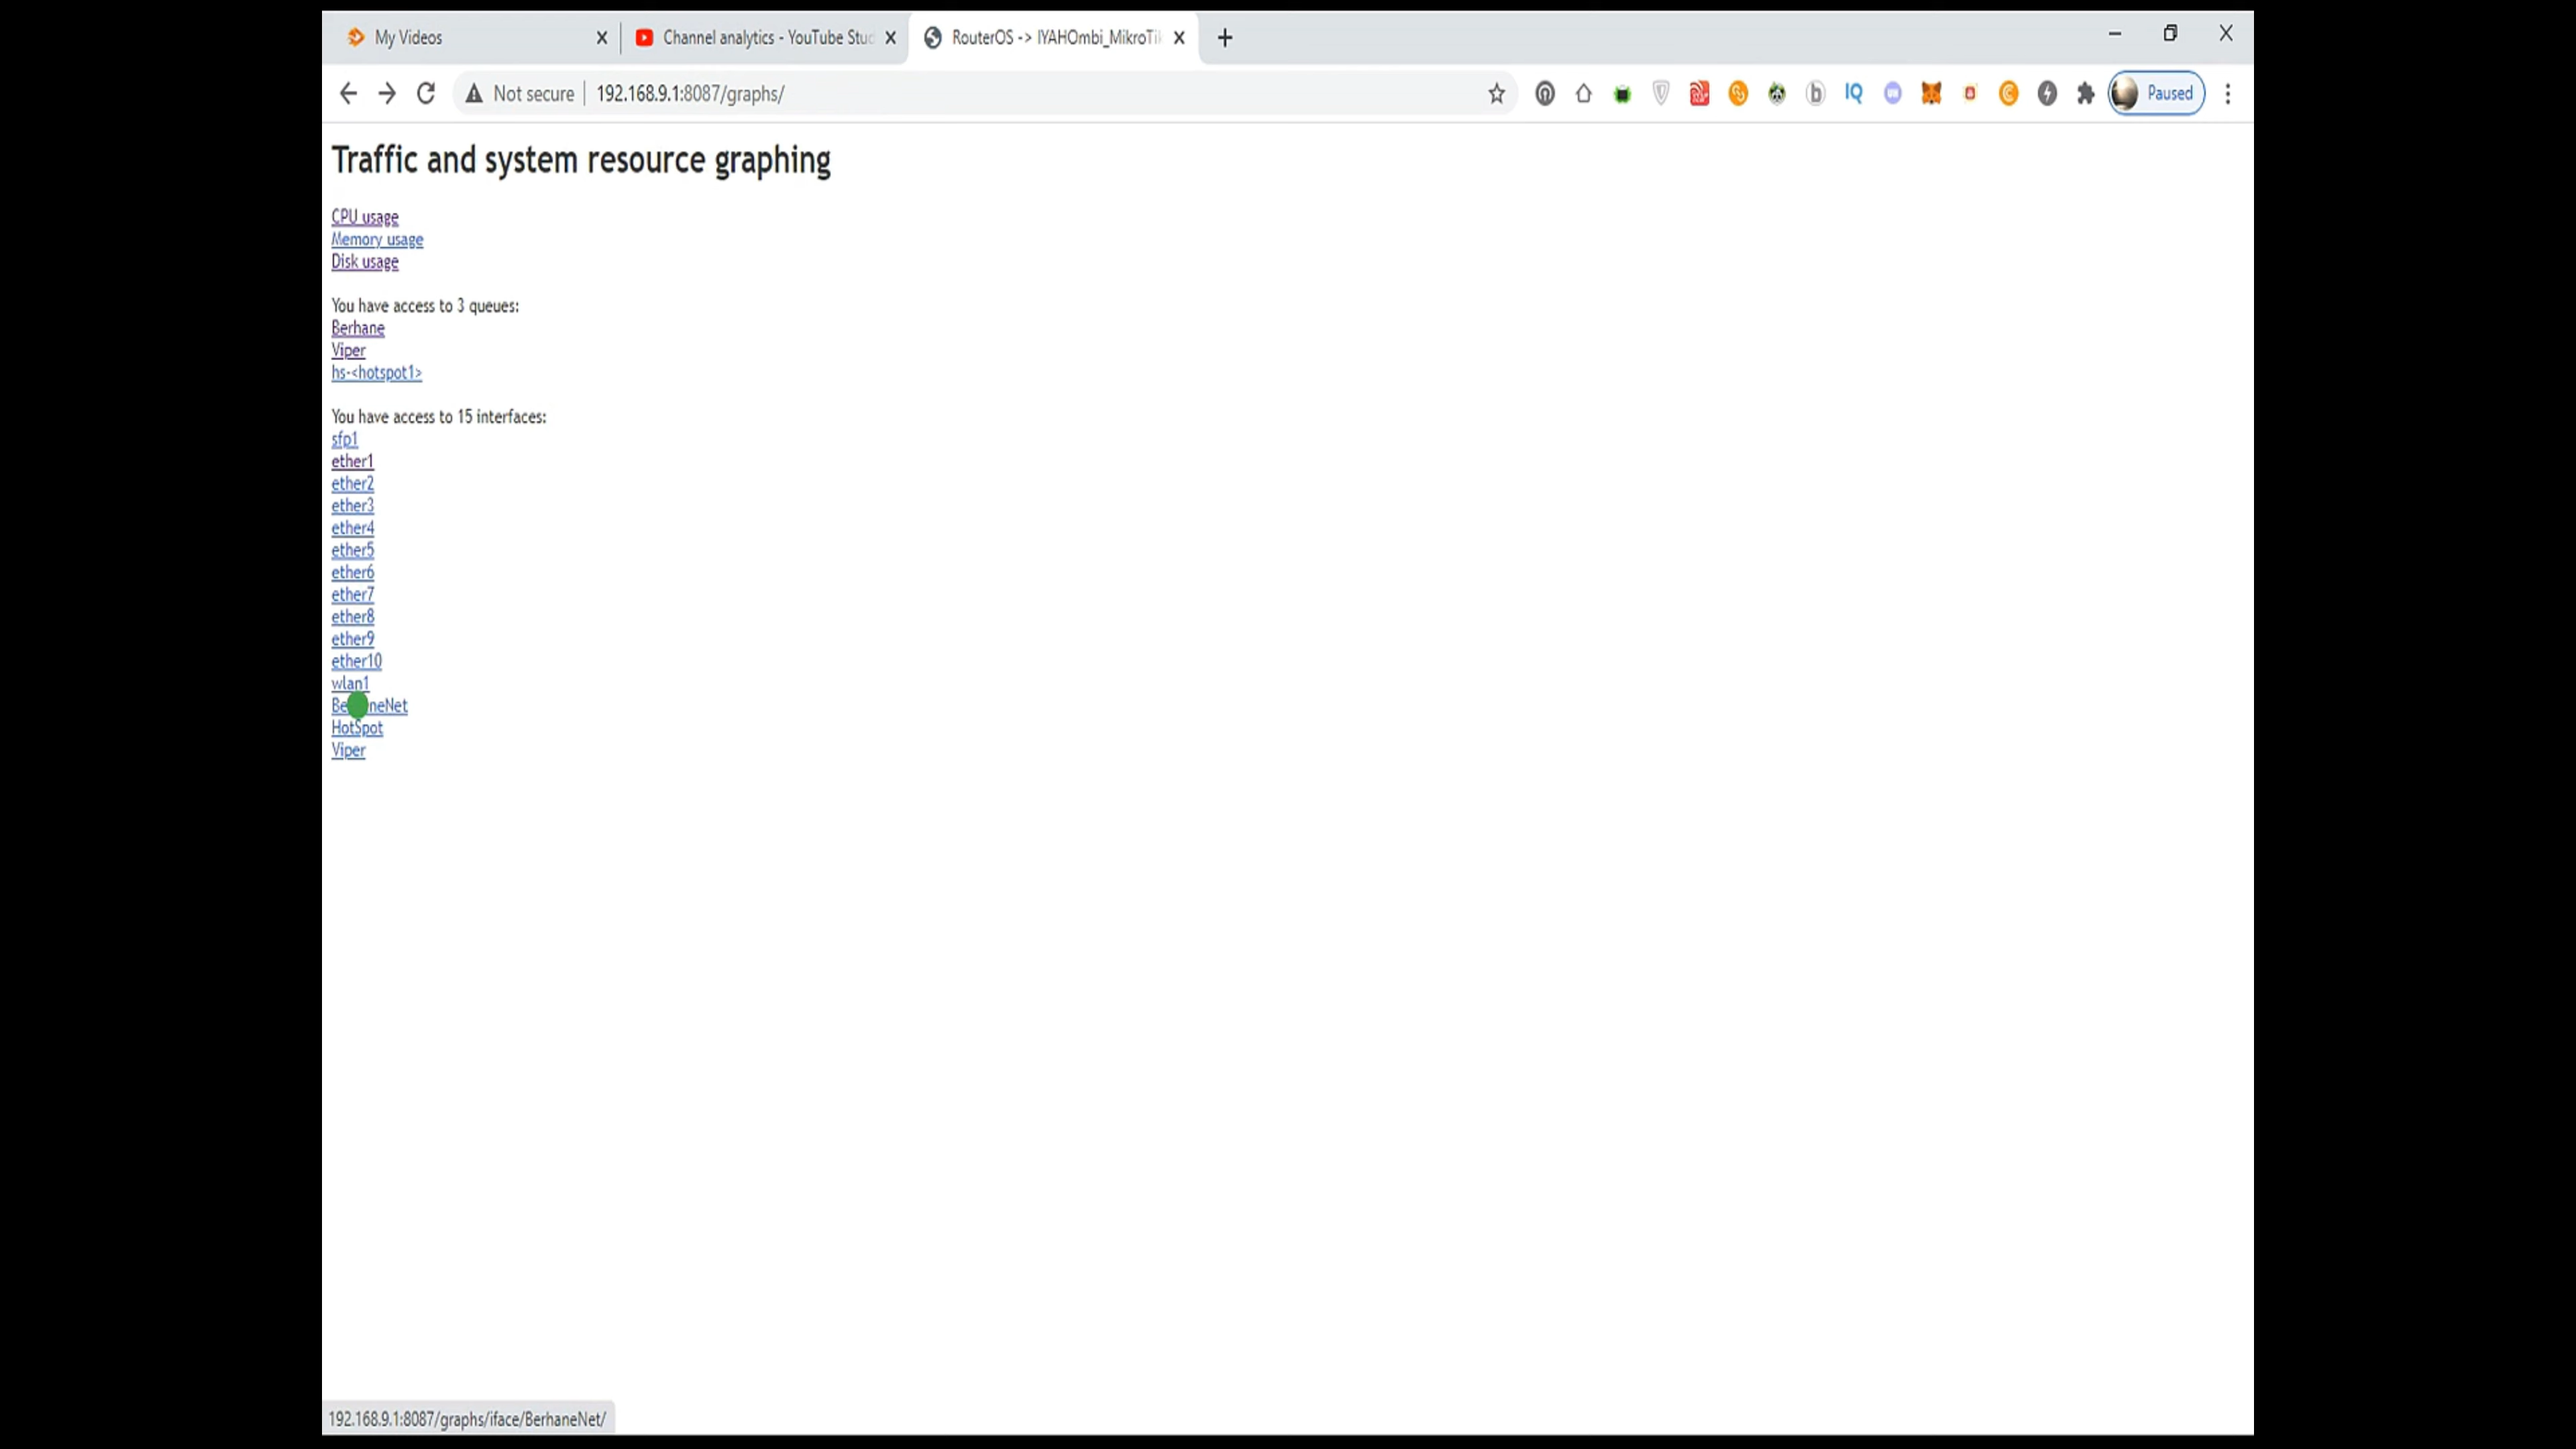 My Videos
Channel analytics - YouTube Stud
RouterOS -> IYAHOmbi_MikroTi
Not secure
192.168.9.1:8087/graphs/
IQ
Paused
Traffic and system resource graphing
CPU usage
Memory usage
Disk usage
You have access to 3 queues:
Berhane
Viper
hs-<hotspot1>
You have access to 15 interfaces:
sfp1
ether1
ether2
ether3
ether4
ether5
ether6
ether7
ether8
ether9
ether10
wlan1
BerhaneNet
HotSpot
Viper
192.168.9.1:8087/graphs/iface/BerhaneNet/